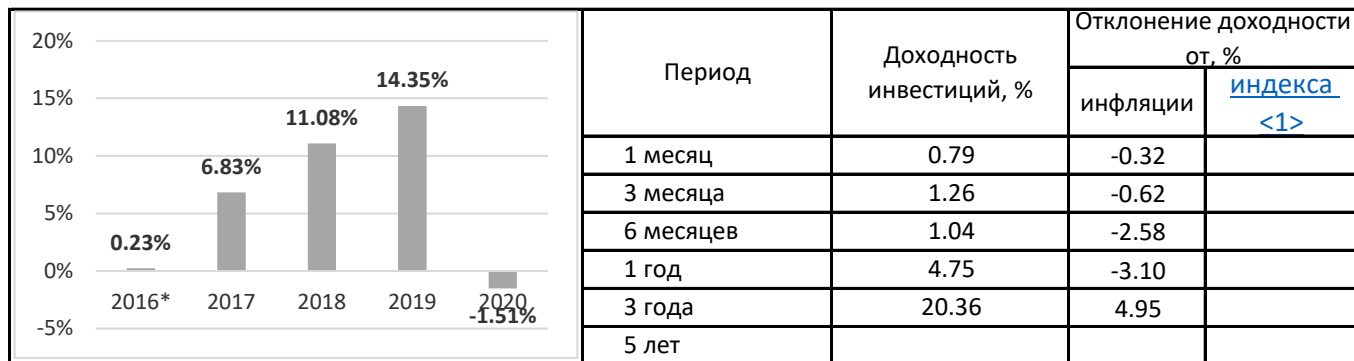 20%
15%
10%
5%
0%
-5%
0.23%
6.83%
11.08%
14.35%
-1.51%
2016* 2017 2018 2019 2020
Период
Доходность
инвестиций, %
Отклонение доходности
от, %
инфляции
индекса
<1>
1 месяц 0.79 -0.32
3 месяца 1.26 -0.62
6 месяцев 1.04 -2.58
1 год 4.75 -3.10
3 года 20.36 4.95
5 лет